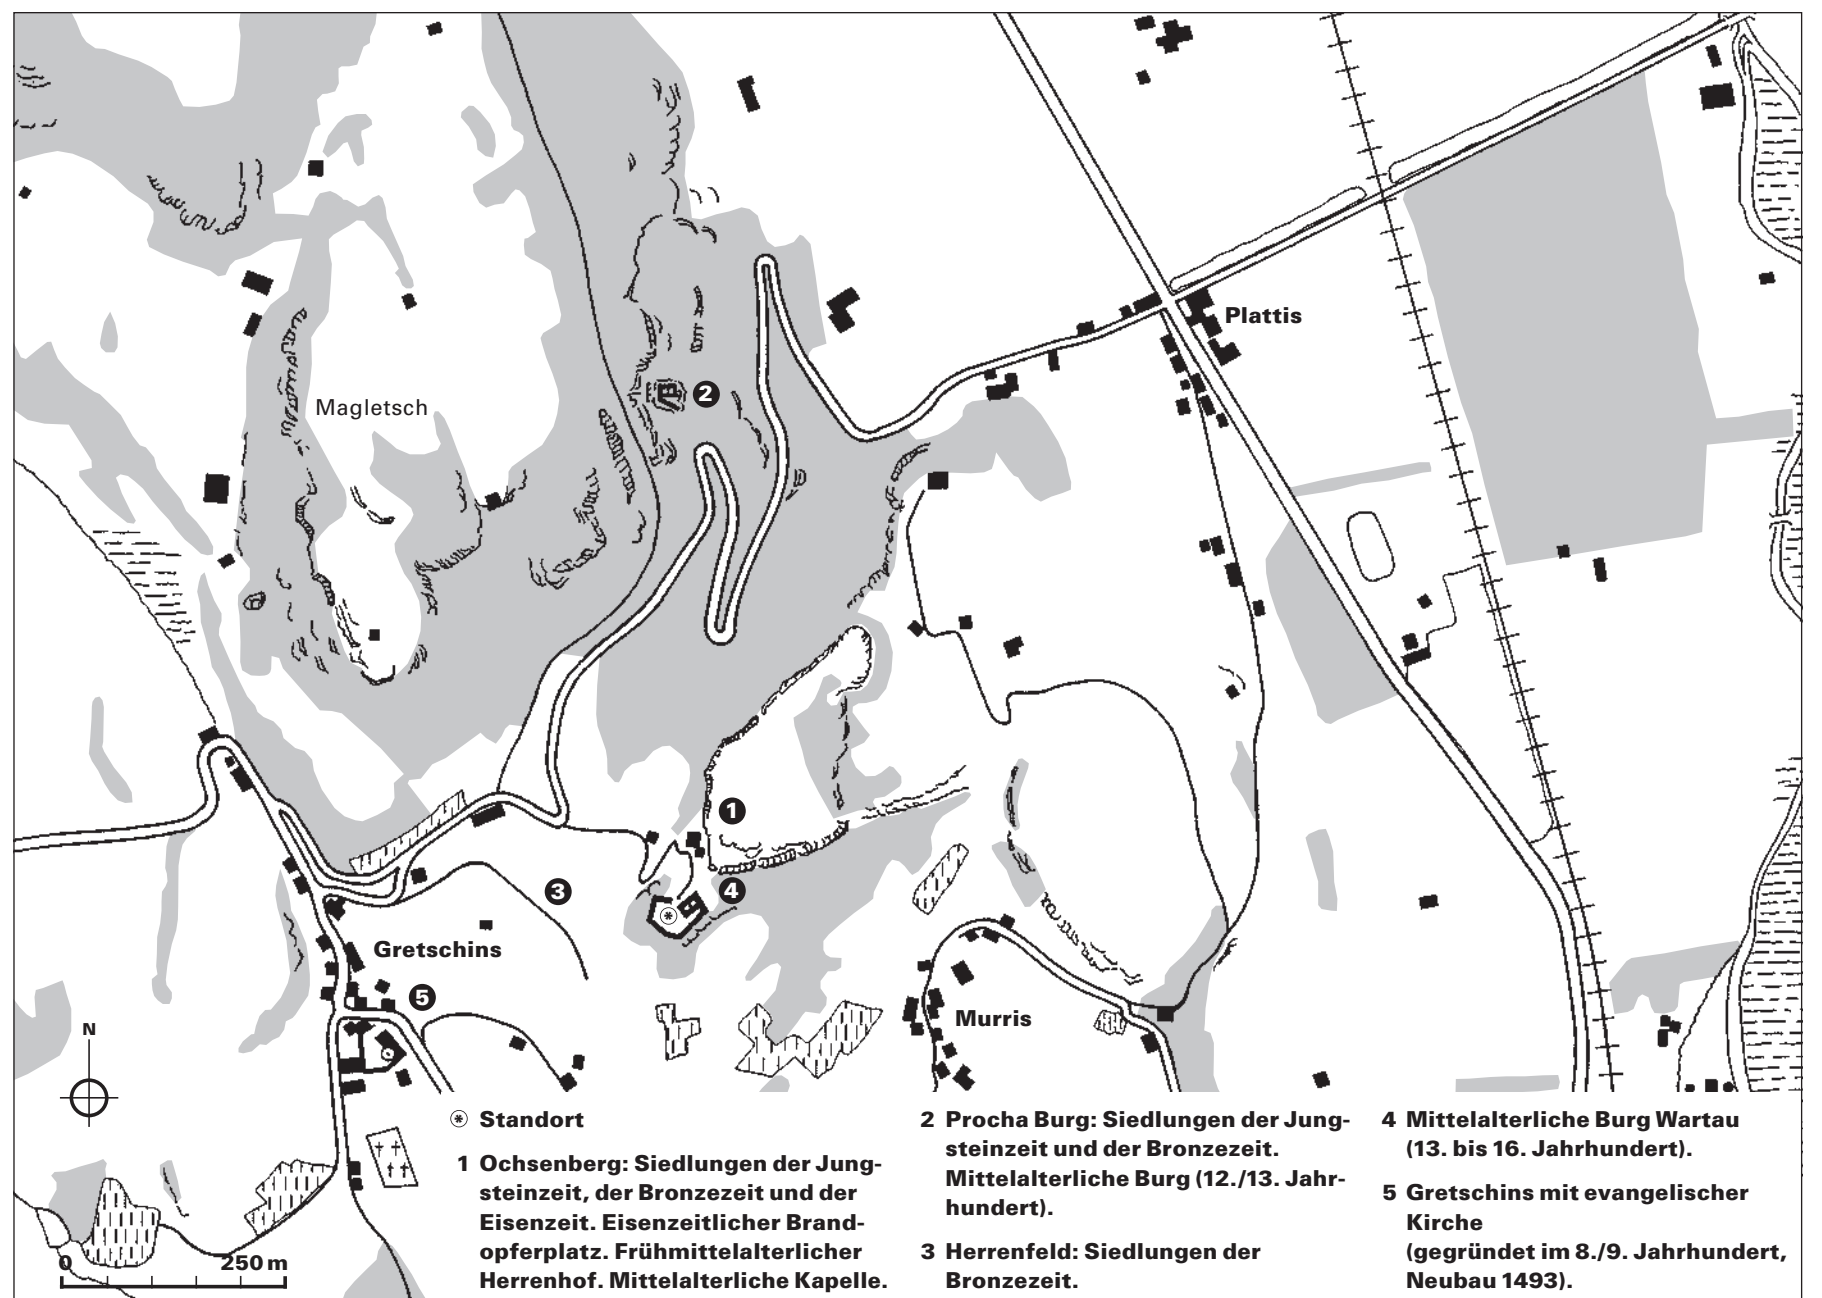 Plattis
2
Magletsch
1
3
4
Gretschins
5
Murris
N
0 250 m
Standort
1 Ochsenberg: Siedlungen der Jung-
steinzeit, der Bronzezeit und der
Eisenzeit. Eisenzeitlicher Brand-
opferplatz. Frühmittelalterlicher
Herrenhof. Mittelalterliche Kapelle.
2 Procha Burg: Siedlungen der Jung-
steinzeit und der Bronzezeit.
Mittelalterliche Burg (12./13. Jahr-
hundert).
3 Herrenfeld: Siedlungen der
Bronzezeit.
4 Mittelalterliche Burg Wartau
(13. bis 16. Jahrhundert).
5 Gretschins mit evangelischer
Kirche
(gegründet im 8./9. Jahrhundert,
Neubau 1493).